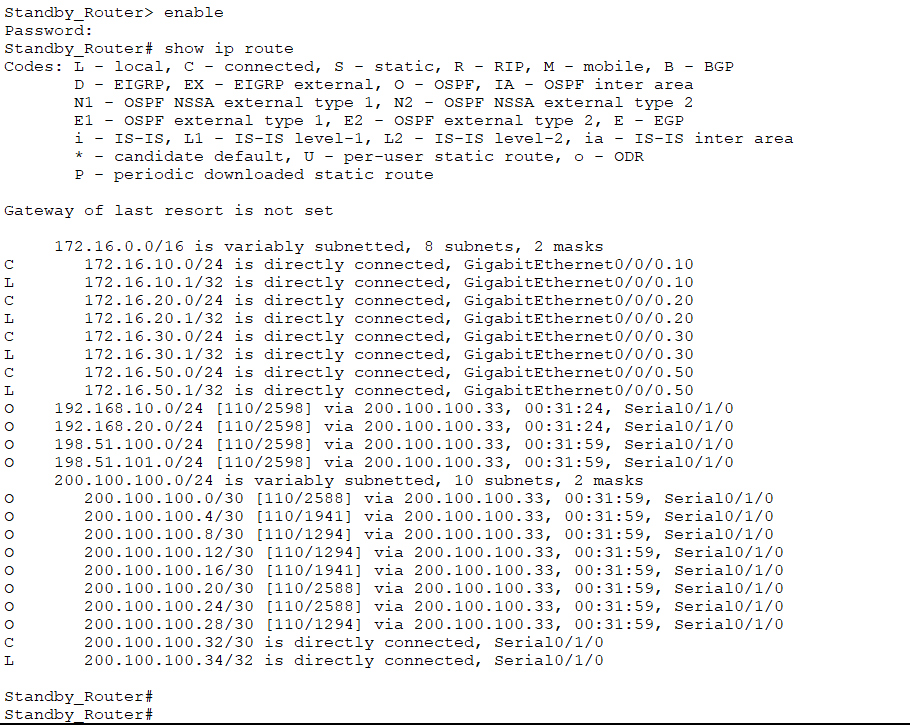 Standby_Router> enable
Password:
Standby_Router# show ip route
Codes: L - local, C - connected, S - static, R - RIP, M - mobile, B - BGP
       D - EIGRP, EX - EIGRP external, O - OSPF, IA - OSPF inter area
       N1 - OSPF NSSA external type 1, N2 - OSPF NSSA external type 2
       E1 - OSPF external type 1, E2 - OSPF external type 2, E - EGP
       i - IS-IS, L1 - IS-IS level-1, L2 - IS-IS level-2, ia - IS-IS inter area
       * - candidate default, U - per-user static route, o - ODR
       P - periodic downloaded static route

Gateway of last resort is not set

     172.16.0.0/16 is variably subnetted, 8 subnets, 2 masks
C       172.16.10.0/24 is directly connected, GigabitEthernet0/0/0.10
L       172.16.10.1/32 is directly connected, GigabitEthernet0/0/0.10
C       172.16.20.0/24 is directly connected, GigabitEthernet0/0/0.20
L       172.16.20.1/32 is directly connected, GigabitEthernet0/0/0.20
C       172.16.30.0/24 is directly connected, GigabitEthernet0/0/0.30
L       172.16.30.1/32 is directly connected, GigabitEthernet0/0/0.30
C       172.16.50.0/24 is directly connected, GigabitEthernet0/0/0.50
L       172.16.50.1/32 is directly connected, GigabitEthernet0/0/0.50
O    192.168.10.0/24 [110/2598] via 200.100.100.33, 00:31:24, Serial0/1/0
O    192.168.20.0/24 [110/2598] via 200.100.100.33, 00:31:24, Serial0/1/0
O    198.51.100.0/24 [110/2598] via 200.100.100.33, 00:31:59, Serial0/1/0
O    198.51.101.0/24 [110/2598] via 200.100.100.33, 00:31:59, Serial0/1/0
     200.100.100.0/24 is variably subnetted, 10 subnets, 2 masks
O       200.100.100.0/30 [110/2588] via 200.100.100.33, 00:31:59, Serial0/1/0
O       200.100.100.4/30 [110/1941] via 200.100.100.33, 00:31:59, Serial0/1/0
O       200.100.100.8/30 [110/1294] via 200.100.100.33, 00:31:59, Serial0/1/0
O       200.100.100.12/30 [110/1294] via 200.100.100.33, 00:31:59, Serial0/1/0
O       200.100.100.16/30 [110/1941] via 200.100.100.33, 00:31:59, Serial0/1/0
O       200.100.100.20/30 [110/2588] via 200.100.100.33, 00:31:59, Serial0/1/0
O       200.100.100.24/30 [110/2588] via 200.100.100.33, 00:31:59, Serial0/1/0
O       200.100.100.28/30 [110/1294] via 200.100.100.33, 00:31:59, Serial0/1/0
C       200.100.100.32/30 is directly connected, Serial0/1/0
L       200.100.100.34/32 is directly connected, Serial0/1/0

Standby_Router#
Standby_Router#